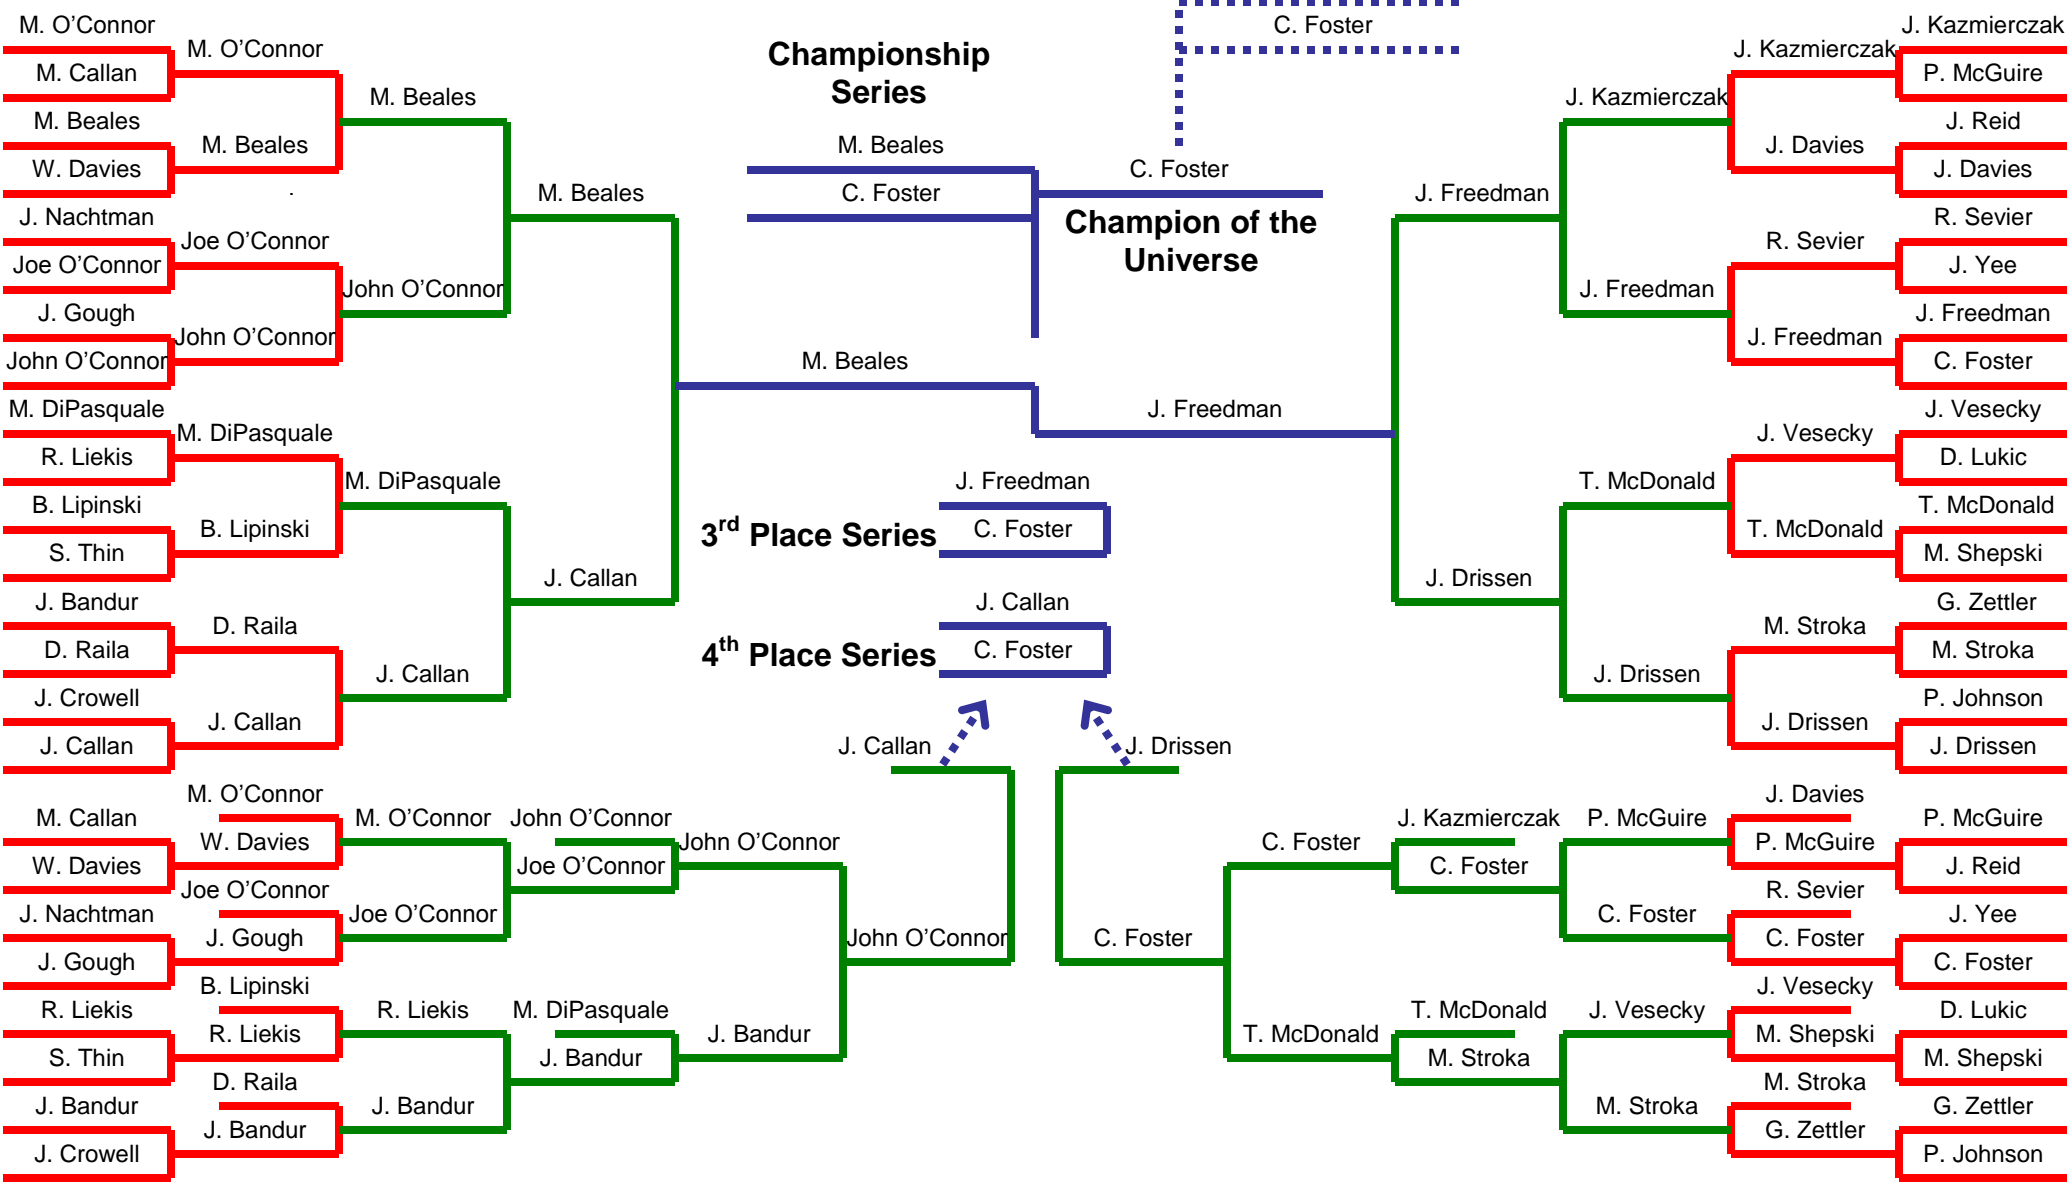 M. O'Connor
M. Callan
M. Beales
W. Davies
J. Nachtman
Joe O'Connor
J. Gough
John O'Connor
M. DiPasquale
R. Liekis
B. Lipinski
S. Thin
J. Bandur
D. Raila
J. Crowell
J. Callan
M. O'Connor
M. Beales
.
Joe O'Connor
John O'Connor
M. DiPasquale
B. Lipinski
D. Raila
J. Callan
M. Beales
John O'Connor
M. DiPasquale
J. Callan
M. Beales
J. Callan
Championship
Series
M. Beales
C. Foster
C. Foster
C. Foster
Champion of the
Universe
M. Beales
J. Freedman
3rd Place Series
J. Freedman
C. Foster
4th Place Series
J. Callan
C. Foster
J. Callan
J. Drissen
J. Freedman
J. Drissen
J. Kazmierczak
J. Freedman
T. McDonald
J. Drissen
J. Kazmierczak
J. Davies
R. Sevier
J. Freedman
J. Vesecky
T. McDonald
M. Stroka
J. Drissen
J. Kazmierczak
P. McGuire
J. Reid
J. Davies
R. Sevier
J. Yee
J. Freedman
C. Foster
J. Vesecky
D. Lukic
T. McDonald
M. Shepski
G. Zettler
M. Stroka
P. Johnson
J. Drissen
M. Callan
W. Davies
J. Nachtman
J. Gough
R. Liekis
S. Thin
J. Bandur
J. Crowell
M. O'Connor
W. Davies
Joe O'Connor
J. Gough
B. Lipinski
R. Liekis
D. Raila
J. Bandur
M. O'Connor
Joe O'Connor
R. Liekis
J. Bandur
John O'Connor
Joe O'Connor
M. DiPasquale
J. Bandur
John O'Connor
J. Bandur
John O'Connor
C. Foster
C. Foster
T. McDonald
J. Kazmierczak
C. Foster
T. McDonald
M. Stroka
P. McGuire
C. Foster
J. Vesecky
M. Stroka
J. Davies
P. McGuire
R. Sevier
C. Foster
J. Vesecky
M. Shepski
M. Stroka
G. Zettler
P. McGuire
J. Reid
J. Yee
C. Foster
D. Lukic
M. Shepski
G. Zettler
P. Johnson